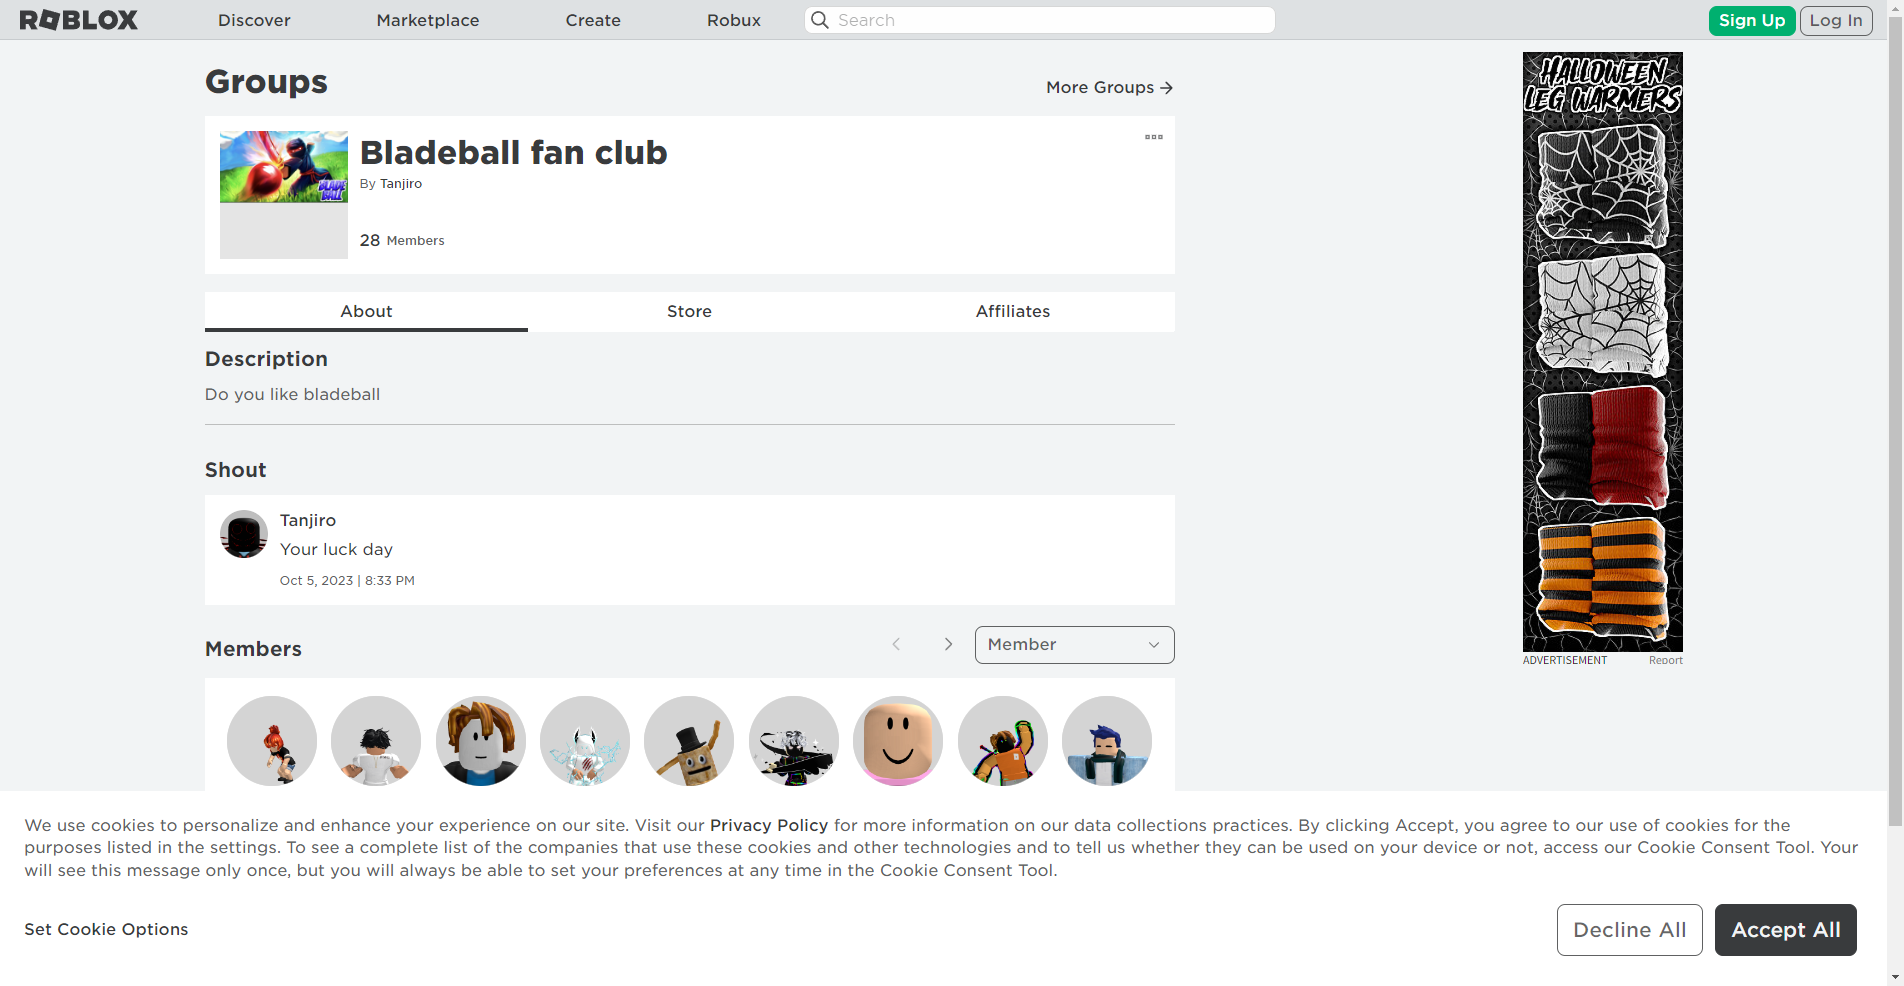 ROBLOX
Discover
Marketplace
Create
Robux
Search
Sign Up
Log In
Groups
More Groups
Bladeball fan club
By Tanjiro
28 Members
BLADE
BALL
About
Store
Affiliates
Description
Do you like bladeball
Shout
Tanjiro
Your luck day
Oct 5, 2023 | 8:33 PM
Members
Member
HALLOWEEN
LEG WARMERS
ADVERTISEMENT
Report
We use cookies to personalize and enhance your experience on our site. Visit our Privacy Policy for more information on our data collections practices. By clicking Accept, you agree to our use of cookies for the
purposes listed in the settings. To see a complete list of the companies that use these cookies and other technologies and to tell us whether they can be used on your device or not, access our Cookie Consent Tool. Your
will see this message only once, but you will always be able to set your preferences at any time in the Cookie Consent Tool.
Set Cookie Options
Decline All
Accept All